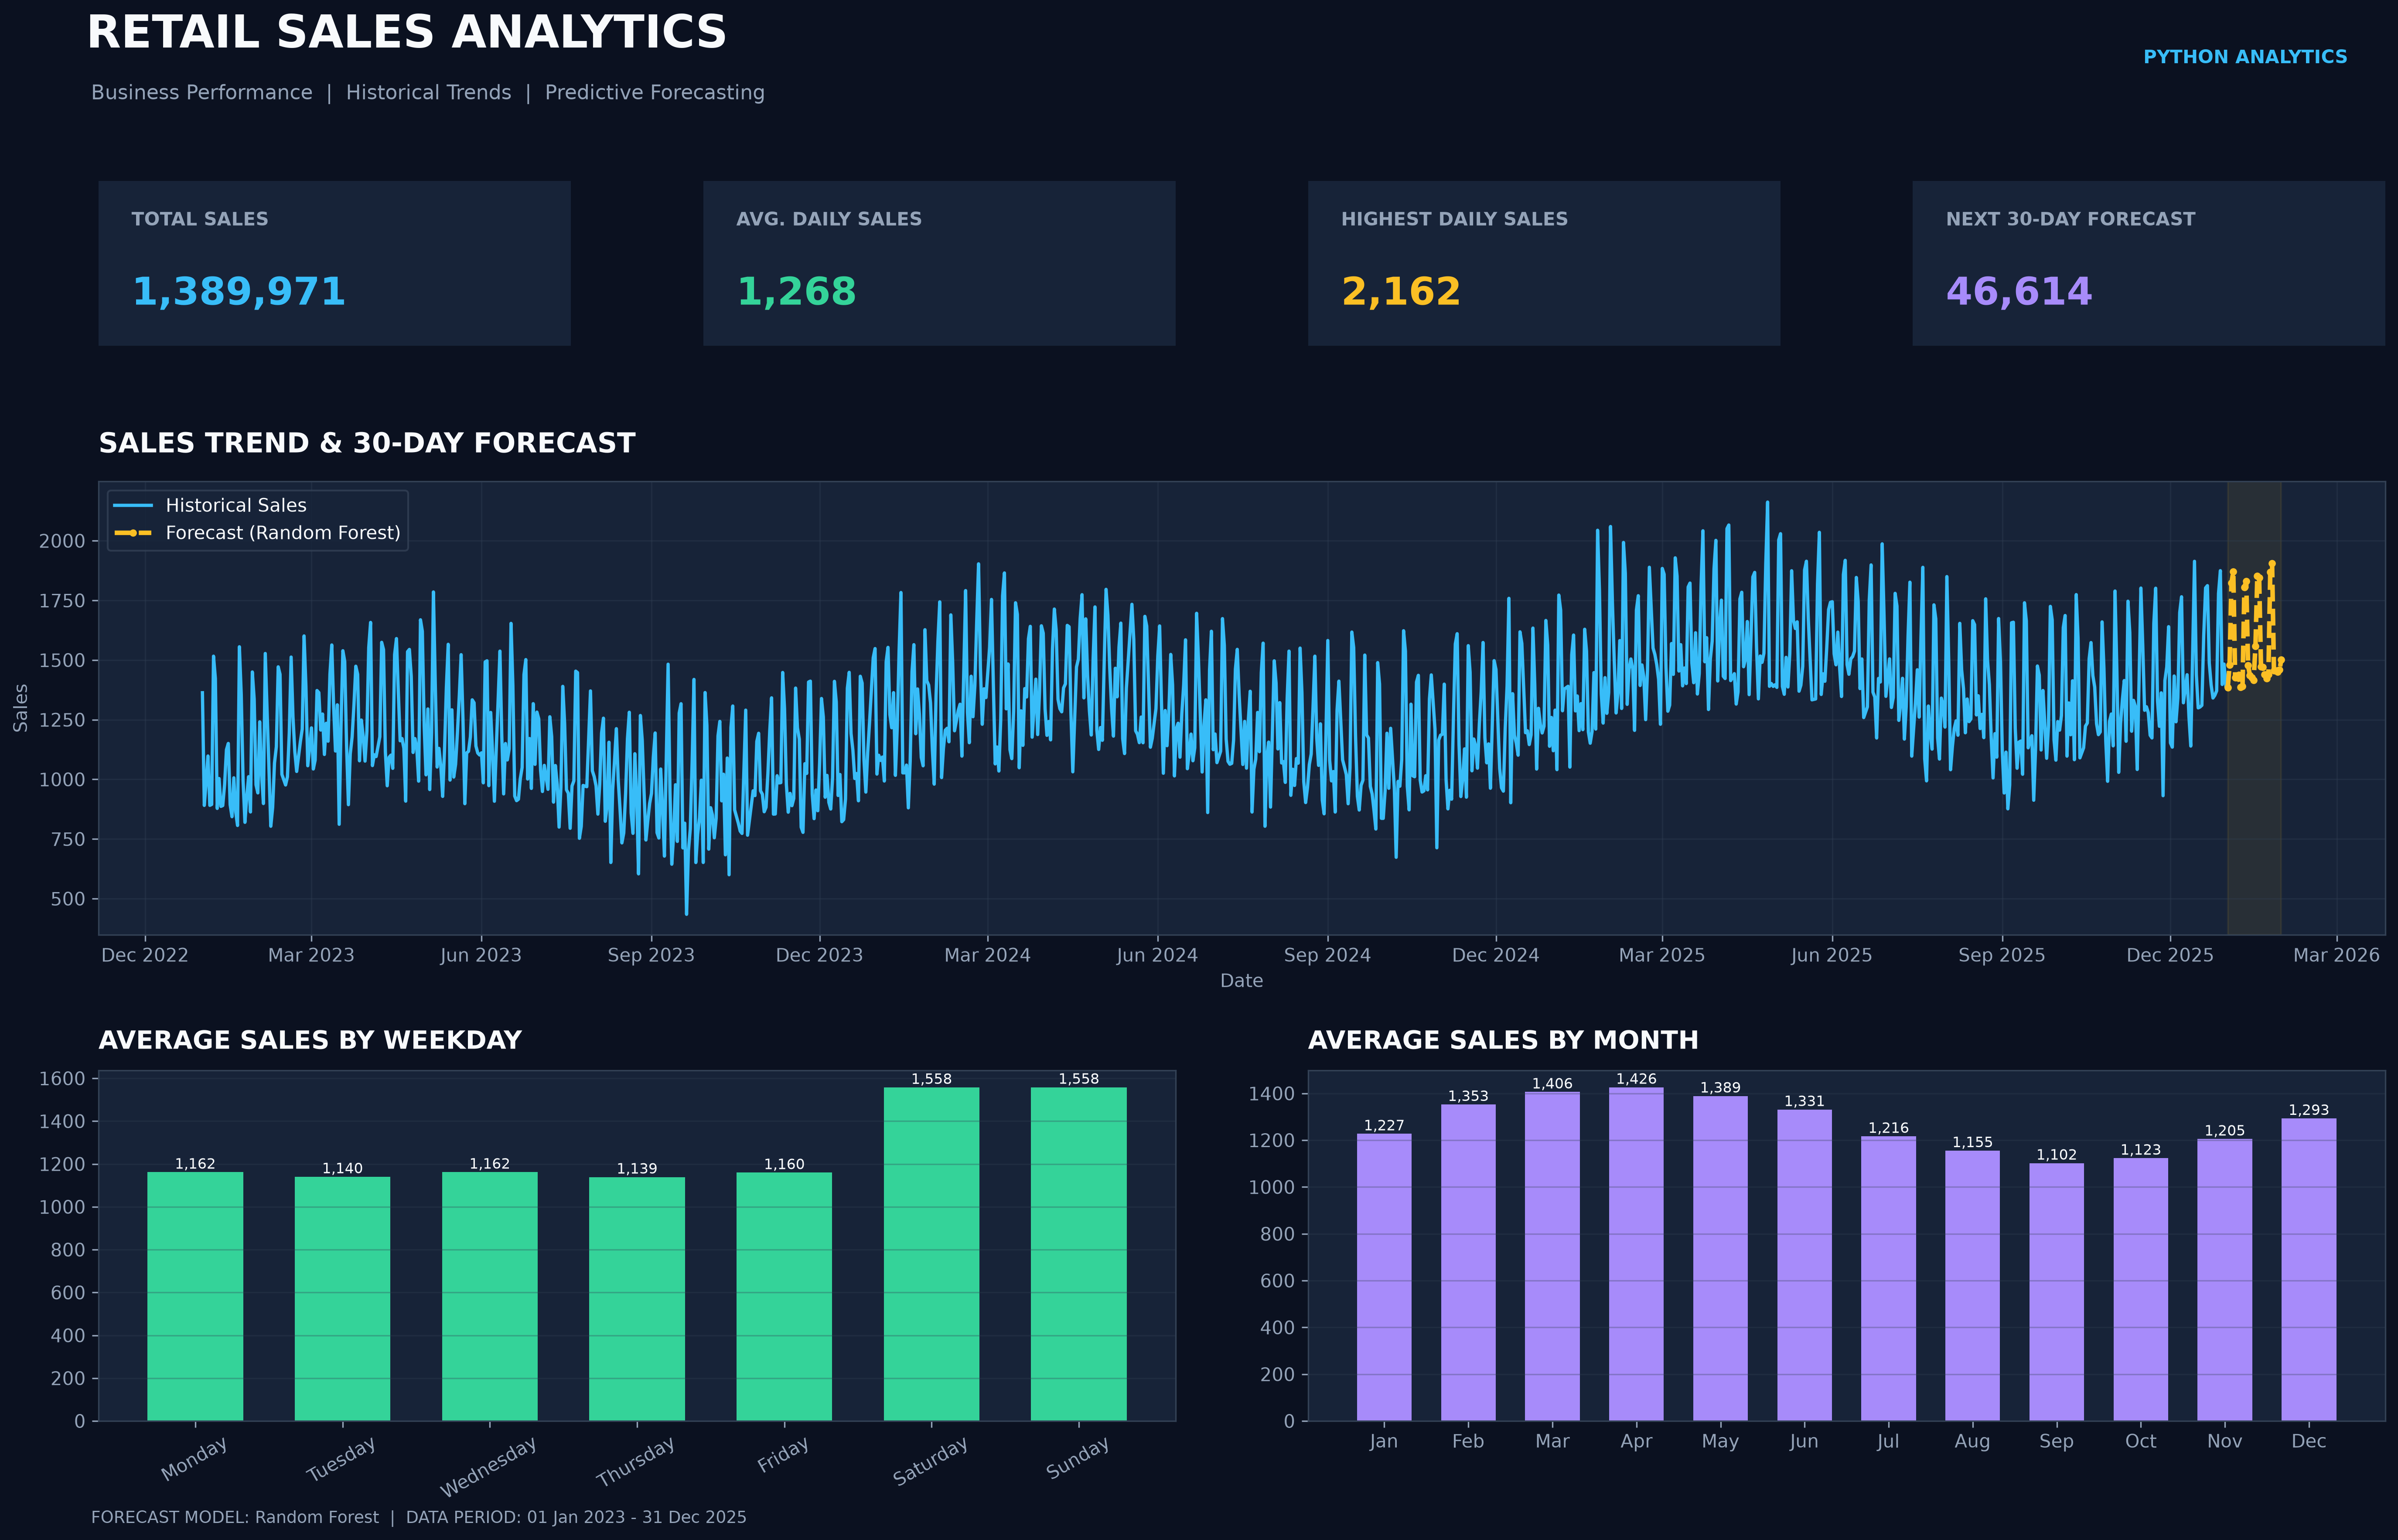 RETAIL SALES ANALYTICS
PYTHON ANALYTICS
Business Performance | Historical Trends | Predictive Forecasting
TOTAL SALES
1,389,971
AVG. DAILY SALES
1,268
HIGHEST DAILY SALES
2,162
NEXT 30-DAY FORECAST
46,614
SALES TREND & 30-DAY FORECAST
Historical Sales
Forecast (Random Forest)
Sales
2000
1750
1500
1250
1000
750
500
Dec 2022 Mar 2023 Jun 2023 Sep 2023 Dec 2023 Mar 2024 Jun 2024 Sep 2024 Dec 2024 Mar 2025 Jun 2025 Sep 2025 Dec 2025 Mar 2026
Date
AVERAGE SALES BY WEEKDAY
1600
1400
1200
1000
800
600
400
200
0
1,162 1,140 1,162 1,139 1,160 1,558 1,558
Monday Tuesday Wednesday Thursday Friday Saturday Sunday
AVERAGE SALES BY MONTH
1400
1200
1000
800
600
400
200
0
1,227 1,353 1,406 1,426 1,389 1,331 1,216 1,155 1,102 1,123 1,205 1,293
Jan Feb Mar Apr May Jun Jul Aug Sep Oct Nov Dec
FORECAST MODEL: Random Forest | DATA PERIOD: 01 Jan 2023 - 31 Dec 2025